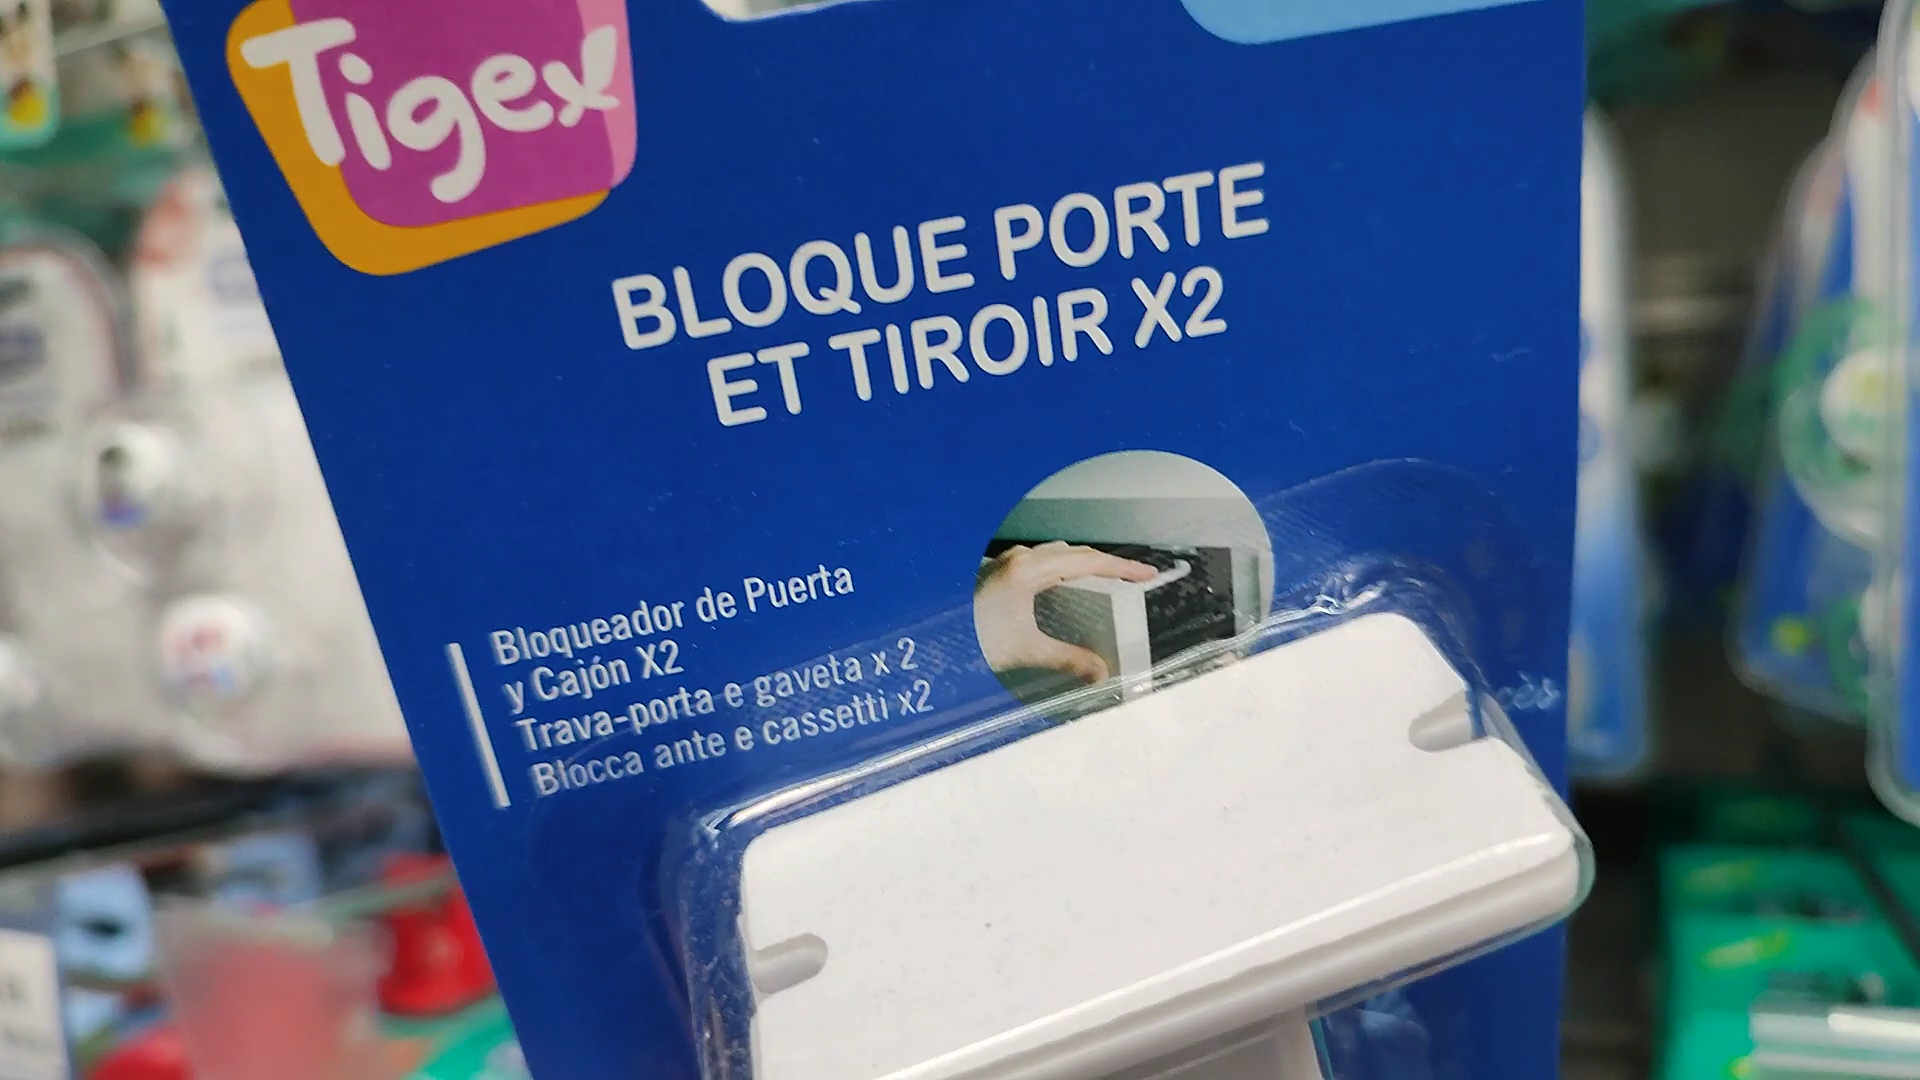 Tigex
BLOQUE PORTE
ET TIROIR X2
Bloqueador de Puerta
y Cajón X2
Trava-porta e gaveta x 2
Blocca ante e cassetti x2